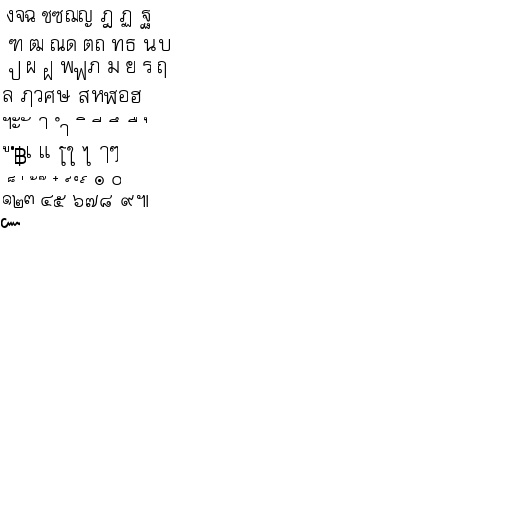 งจฉ ชซฌญ ฎ ฏ ฐ
ฑ ฒ ณด ตถ ทธ นบ
ป ผ ฝ พฟภ ม ย ร ฤ
ล ฦวศษ สหฬอฮ
ฯะ ั า ำ ิ ี ึ ื ุ
ู ฺ ฿ เ แ โใ ไ ๅๆ
็ ่ ้ ๊ ๋ ์ ํ ๎ ๏ ๐
๑๒๓ ๔๕ ๖๗๘ ๙๚
๛